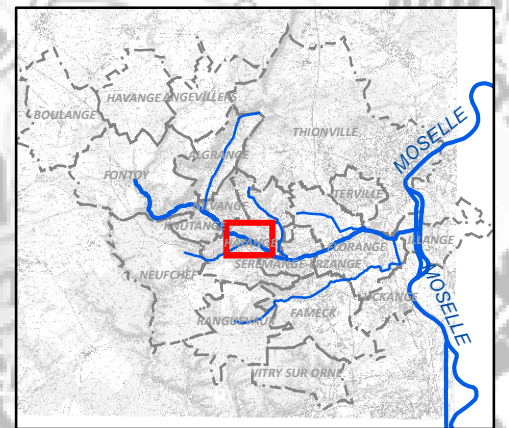 HAVANGE
ANGEVILLERS
BOULANGE
THIONVILLE
MOSELLE
ALGRANGE
FONTOY
TERVILLE
NILVANGE
KNUTANGE
HAYANGE
FLORANGE
ILLANGE
SEREMANGE-ERZANGE
NEUFCHEF
MOSELLE
UCKANGE
RANGUEVAUX
FAMECK
VITRY SUR ORNE